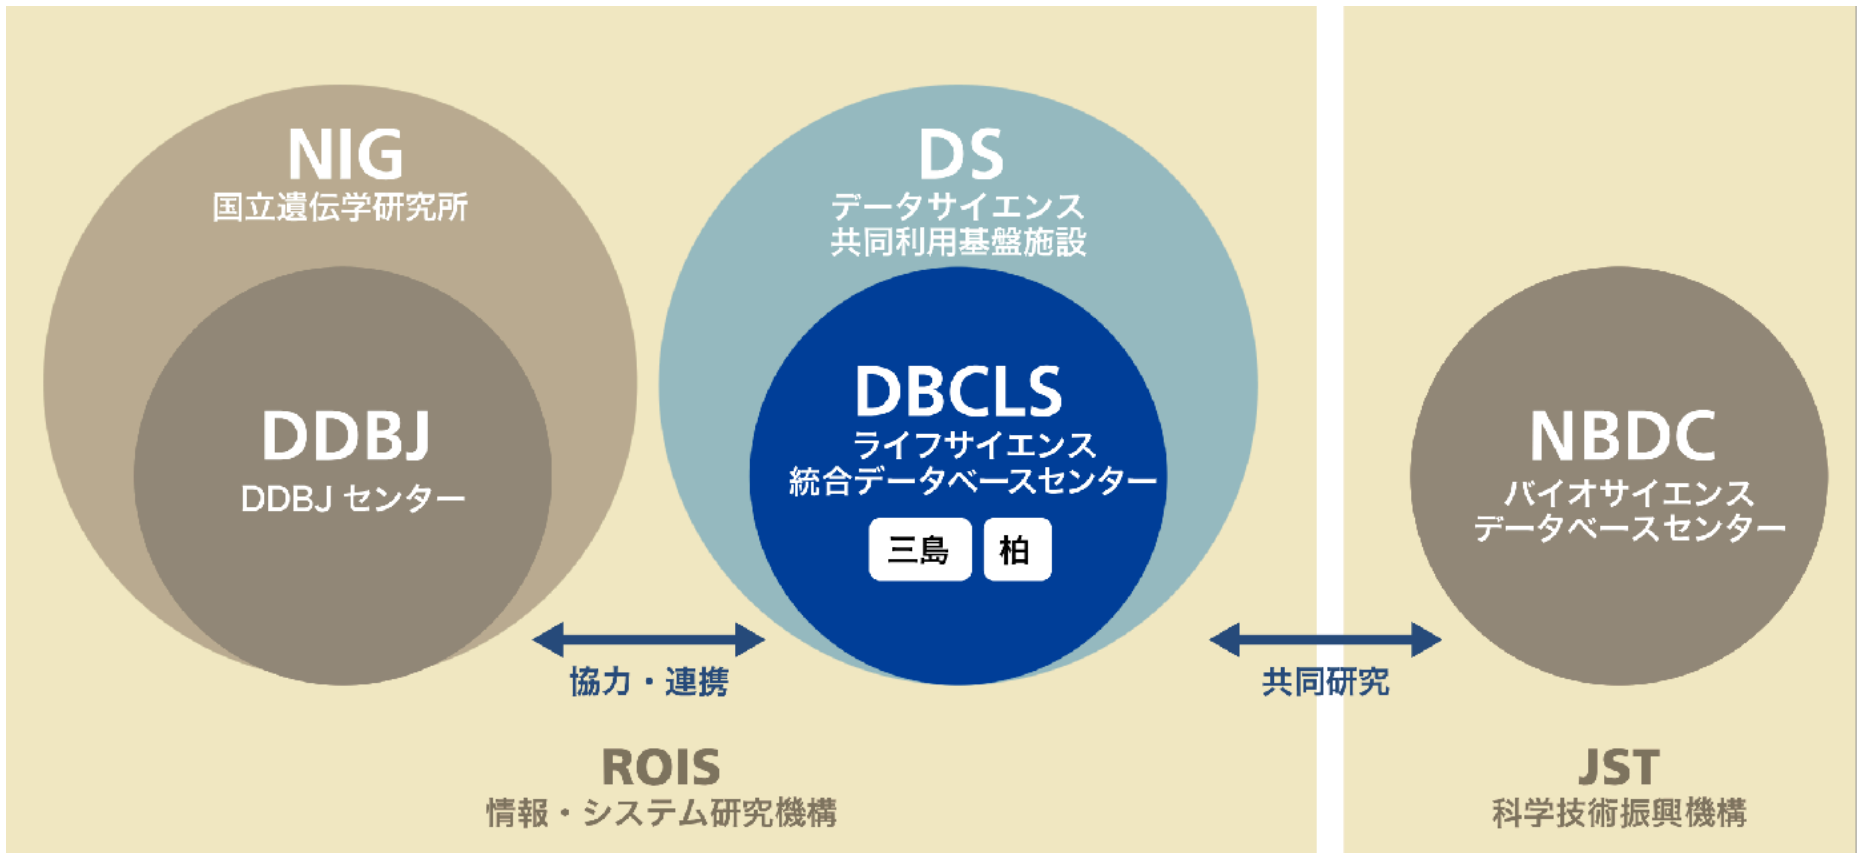 NIG
国立遺伝学研究所
DDBJ
DDBJ センター
DS
データサイエンス
共同利用基盤施設
DBCLS
ライフサイエンス
統合データベースセンター
三島 柏
NBDC
バイオサイエンス
データベースセンター
協力・連携
共同研究
ROIS
情報・システム研究機構
JST
科学技術振興機構